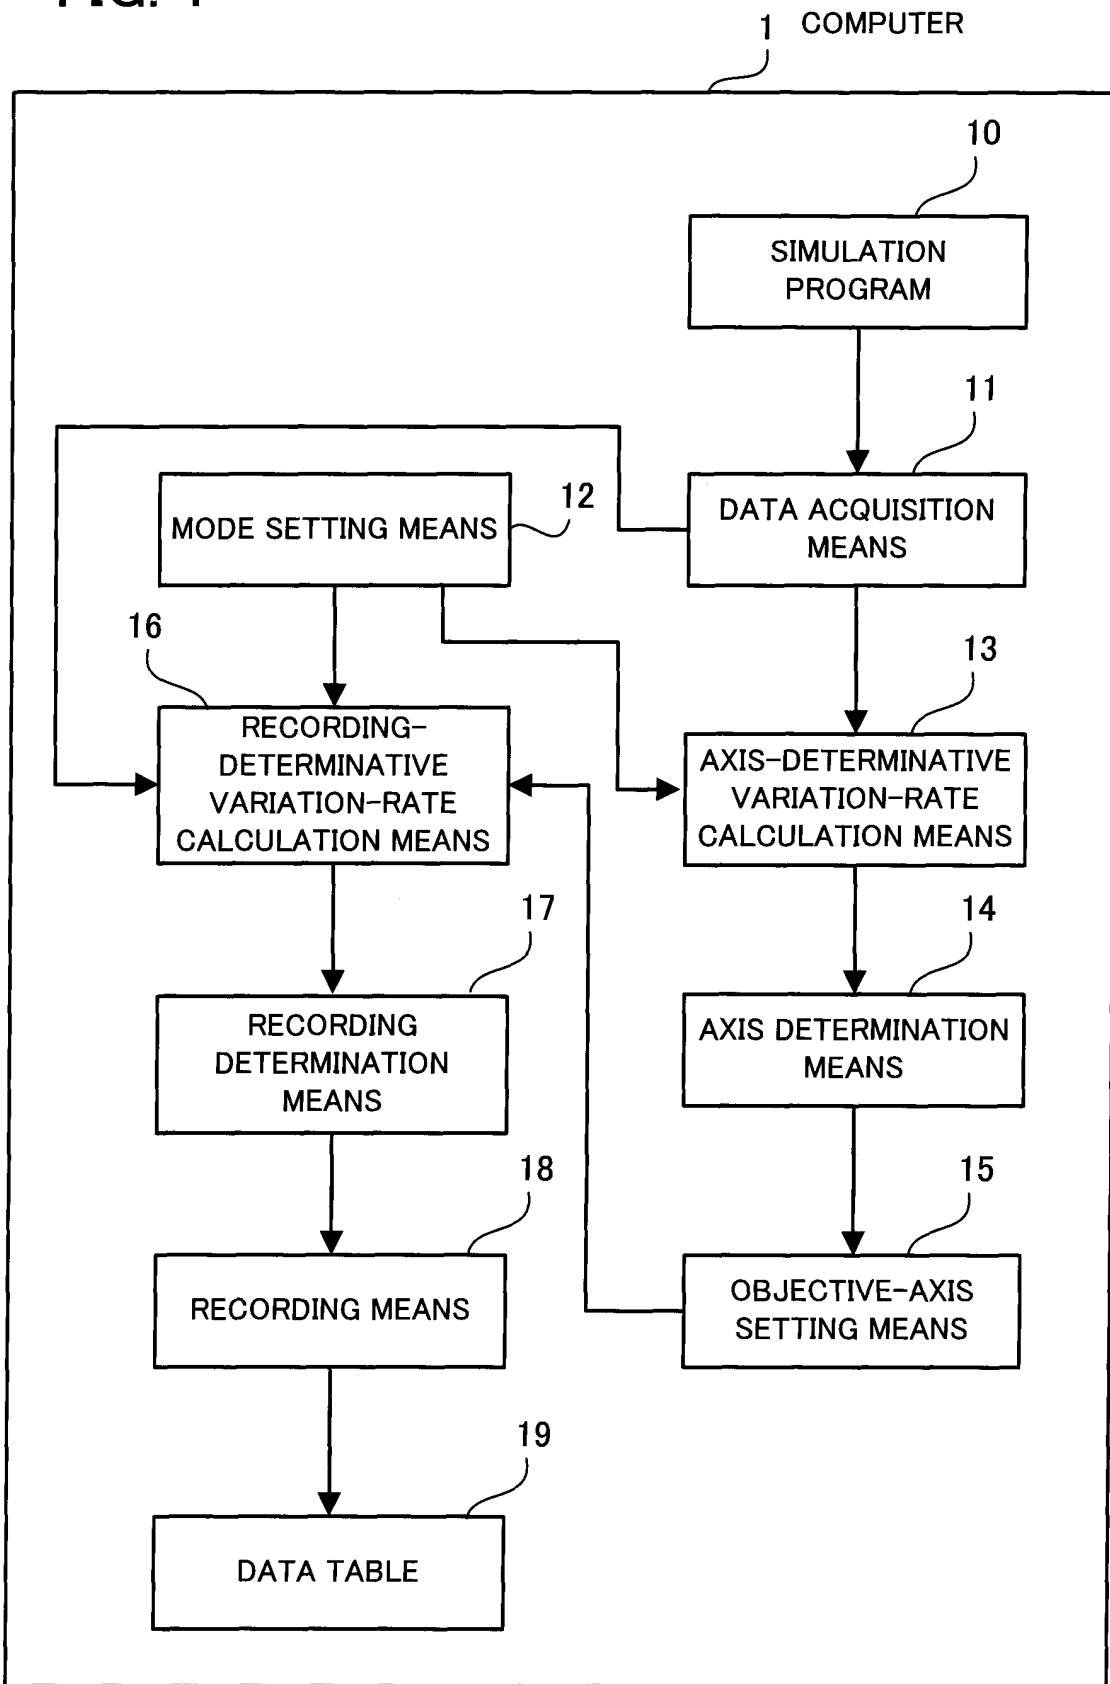 1 COMPUTER
10
SIMULATION
PROGRAM
11
DATA ACQUISITION
MEANS
12
MODE SETTING MEANS
16
RECORDING-
DETERMINATIVE
VARIATION-RATE
CALCULATION MEANS
13
AXIS-DETERMINATIVE
VARIATION-RATE
CALCULATION MEANS
17
RECORDING
DETERMINATION
MEANS
14
AXIS DETERMINATION
MEANS
18
RECORDING MEANS
15
OBJECTIVE-AXIS
SETTING MEANS
19
DATA TABLE